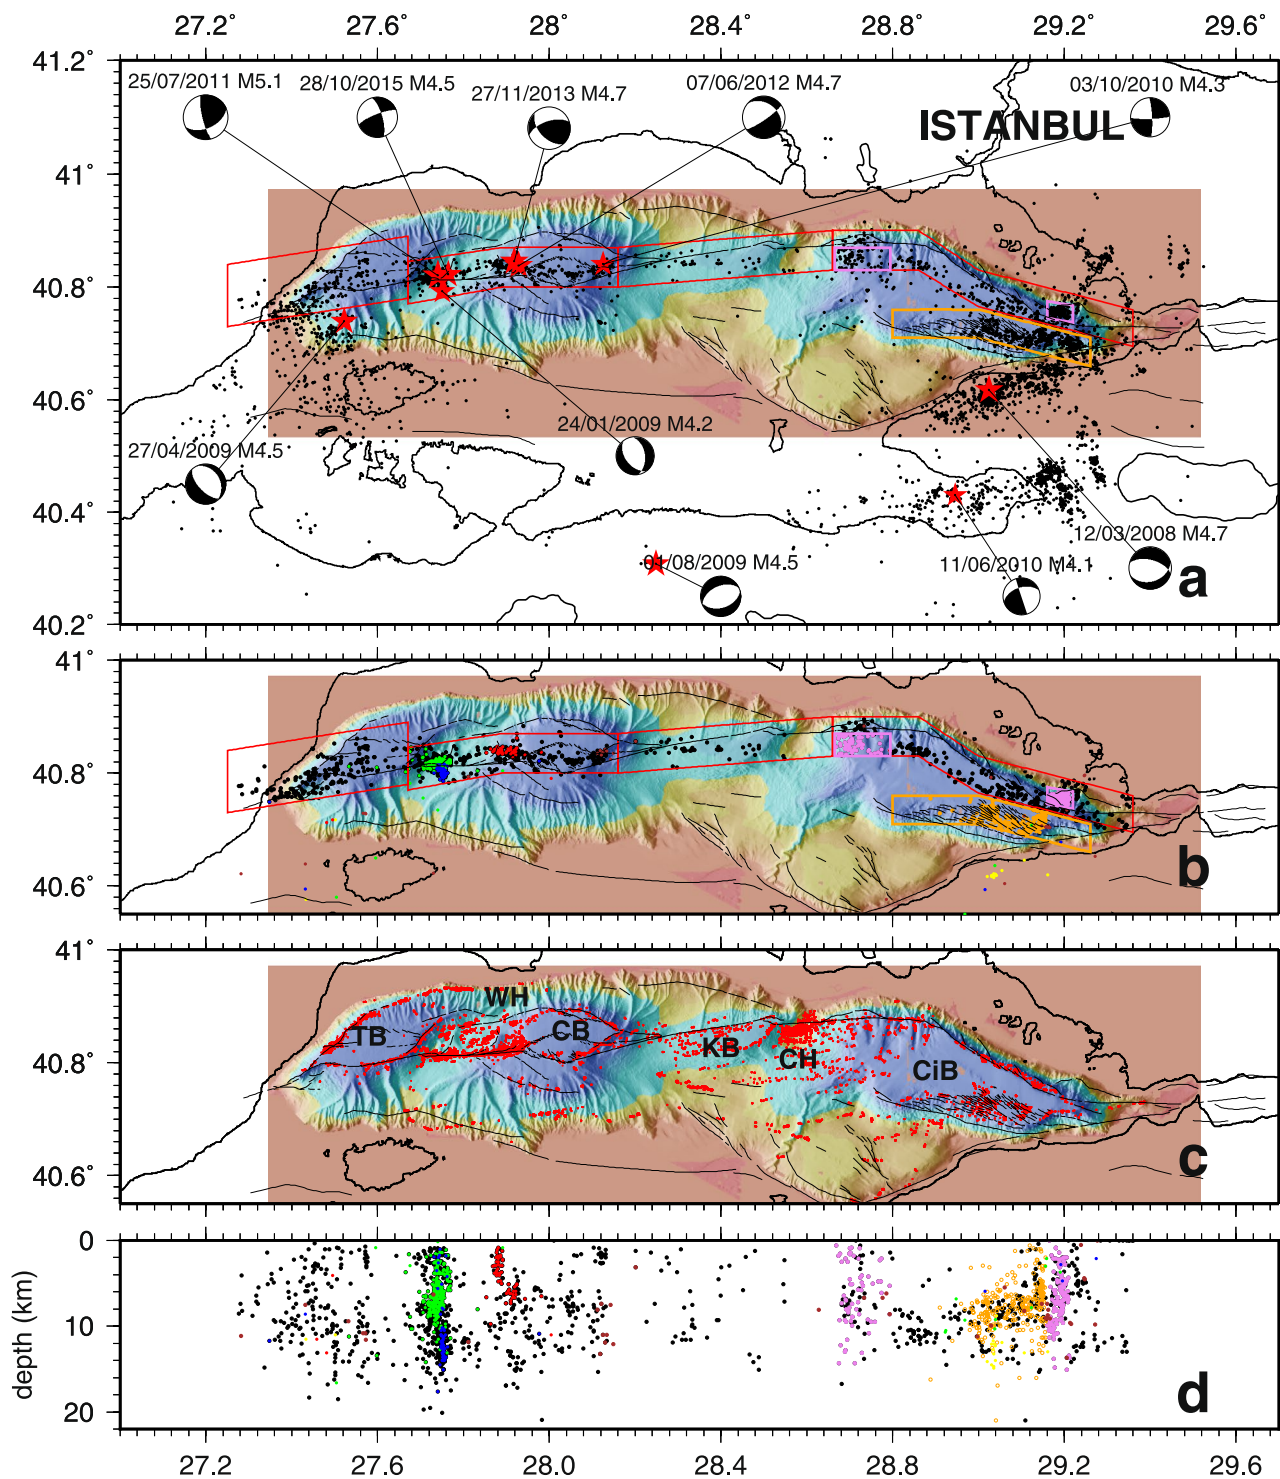 27.2° 27.6° 28° 28.4° 28.8° 29.2° 29.6°
41.2°
25/07/2011 M5.1 28/10/2015 M4.5 27/11/2013 M4.7 07/06/2012 M4.7 03/10/2010 M4.3
ISTANBUL
41°
40.8°
40.6°
24/01/2009 M4.2
27/04/2009 M4.5
40.4°
12/03/2008 M4.7
01/08/2009 M4.5 11/06/2010 M4.1
a
40.2°
41°
40.8°
40.6°
b
41°
WH
TB CB
KB
CH
CiB
40.8°
40.6°
c
0
depth (km)
10
d
20
27.2 27.6 28.0 28.4 28.8 29.2 29.6